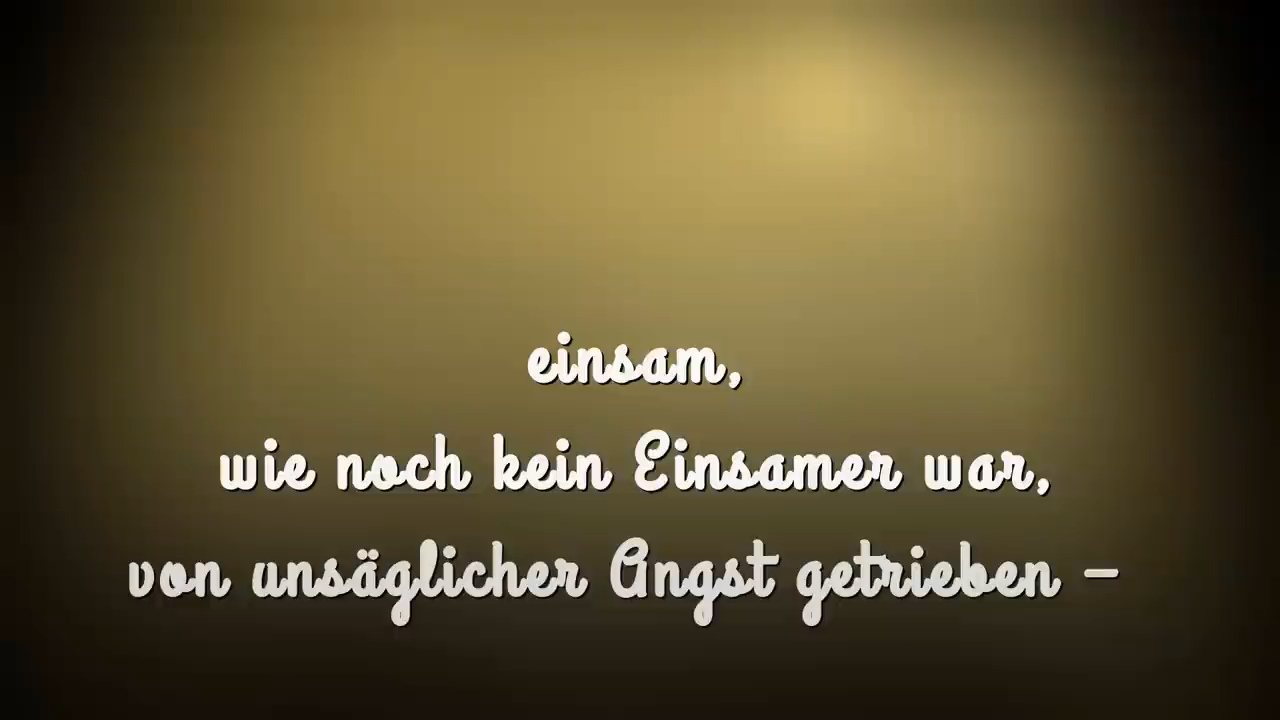 einsam,
wie noch kein Einsamer war,
von unsäglicher Angst getrieben –